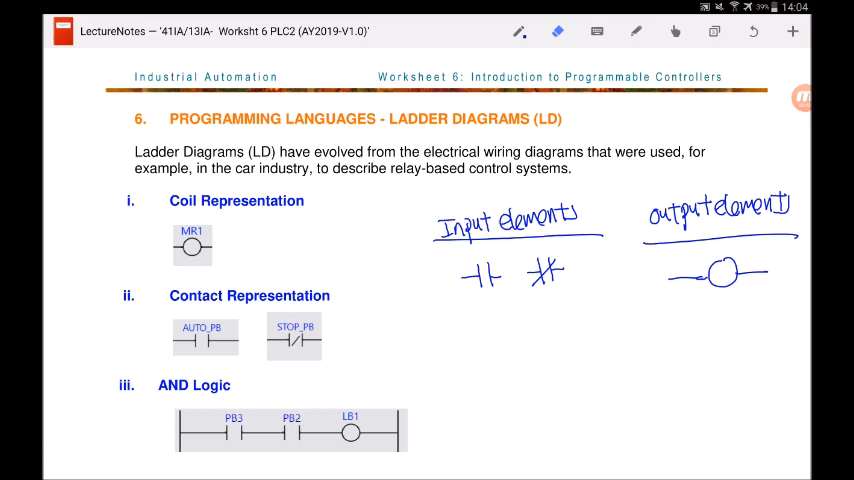 39% 14:04
LectureNotes — '41IA/13IA- Worksht 6 PLC2 (AY2019-V1.0)'
Industrial Automation Worksheet 6: Introduction to Programmable Controllers
6. PROGRAMMING LANGUAGES - LADDER DIAGRAMS (LD)
Ladder Diagrams (LD) have evolved from the electrical wiring diagrams that were used, for
example, in the car industry, to describe relay-based control systems.
i. Coil Representation
MR1
Input elements
output element
ii. Contact Representation
AUTO_PB STOP_PB
iii. AND Logic
PB3 PB2 LB1